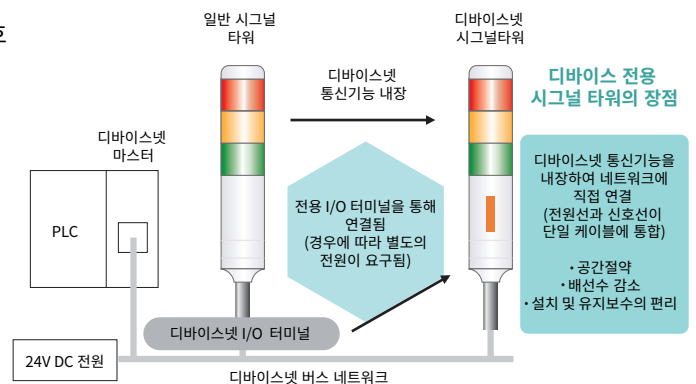 호
일반 시그널
타워
디바이스넷
시그널타워
디바이스넷
통신기능 내장
디바이스 전용
시그널 타워의 장점
디바이스넷
마스터
PLC
전용 I/O 터미널을 통해
연결됨
(경우에 따라 별도의
전원이 요구됨)
디바이스넷 통신기능을
내장하여 네트워크에
직접 연결
(전원선과 신호선이
단일 케이블에 통합)
· 공간절약
· 배선수 감소
· 설치 및 유지보수의 편리
디바이스넷 I/O 터미널
24V DC 전원
디바이스넷 버스 네트워크